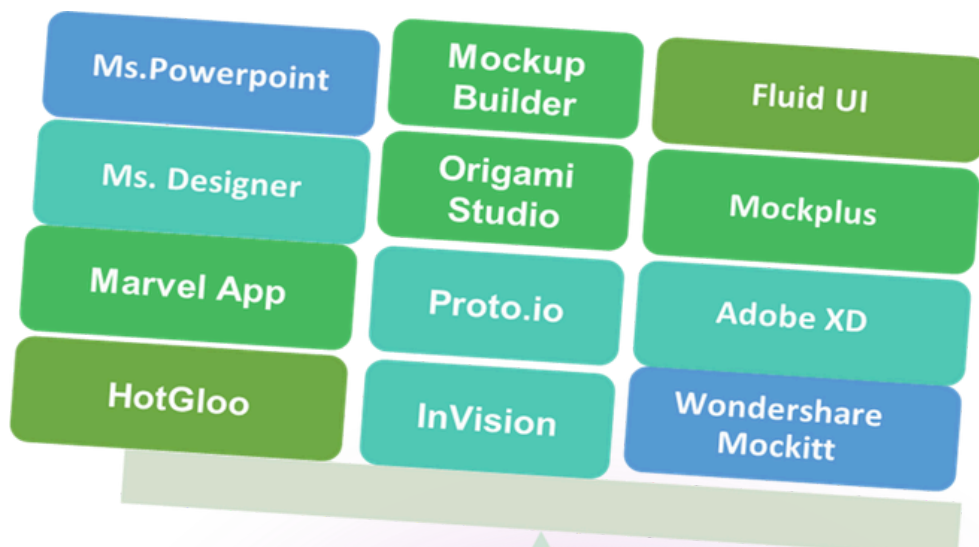 Ms.Powerpoint
Mockup
Builder
Fluid UI
Ms. Designer
Origami
Studio
Mockplus
Marvel App
Proto.io
Adobe XD
HotGloo
InVision
Wondershare
Mockitt